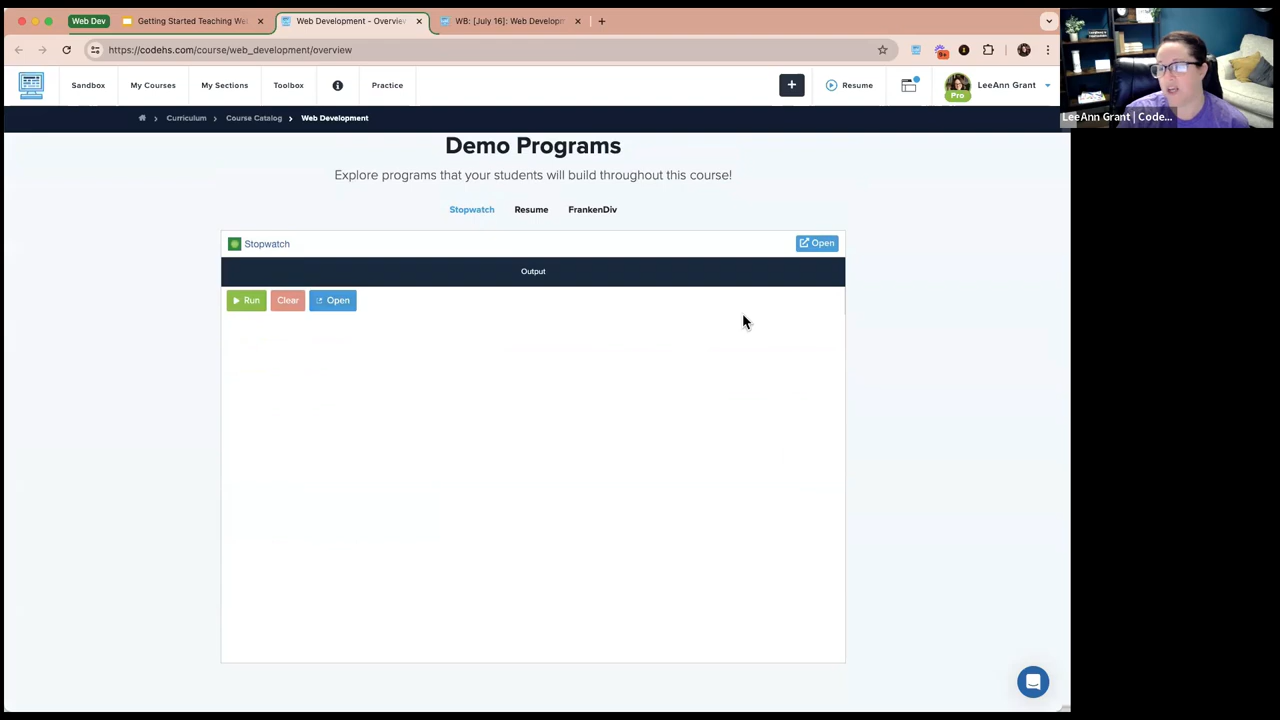 Web Dev
Getting Started Teaching We
Web Development - Overview
WB: [July 16]: Web Developm
https://codehs.com/course/web_development/overview
9+
Sandbox
My Courses
My Sections
Toolbox
Practice
Resume
Pro
LeeAnn Grant
LeeAnn Grant | Code...
Curriculum
Course Catalog
Web Development
Demo Programs
Explore programs that your students will build throughout this course!
Stopwatch
Resume
FrankenDiv
Stopwatch
Open
Output
Run
Clear
Open